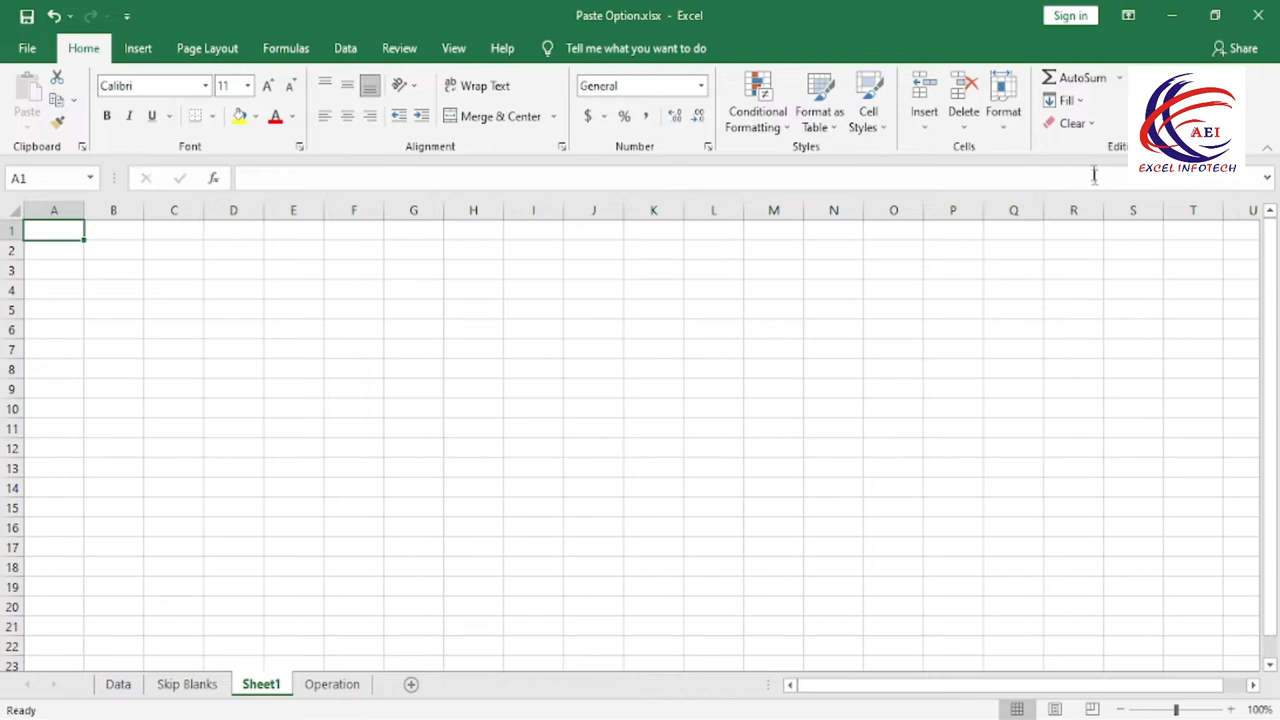 Paste Option.xlsx - Excel
Sign in
File Home Insert Page Layout Formulas Data Review View Help Tell me what you want to do Share
Paste
Clipboard
Calibri 11
B I U A
Font
ab Wrap Text
Merge & Center
Alignment
General
$ % ,
Number
Conditional Formatting
Format as Table
Cell Styles
Styles
Insert Delete Format
Cells
AutoSum
Fill
Clear
Editi
AEI
EXCEL INFOTECH
A1 fx
A B C D E F G H I J K L M N O P Q R S T U
1
2
3
4
5
6
7
8
9
10
11
12
13
14
15
16
17
18
19
20
21
22
23
Data Skip Blanks Sheet1 Operation
Ready 100%